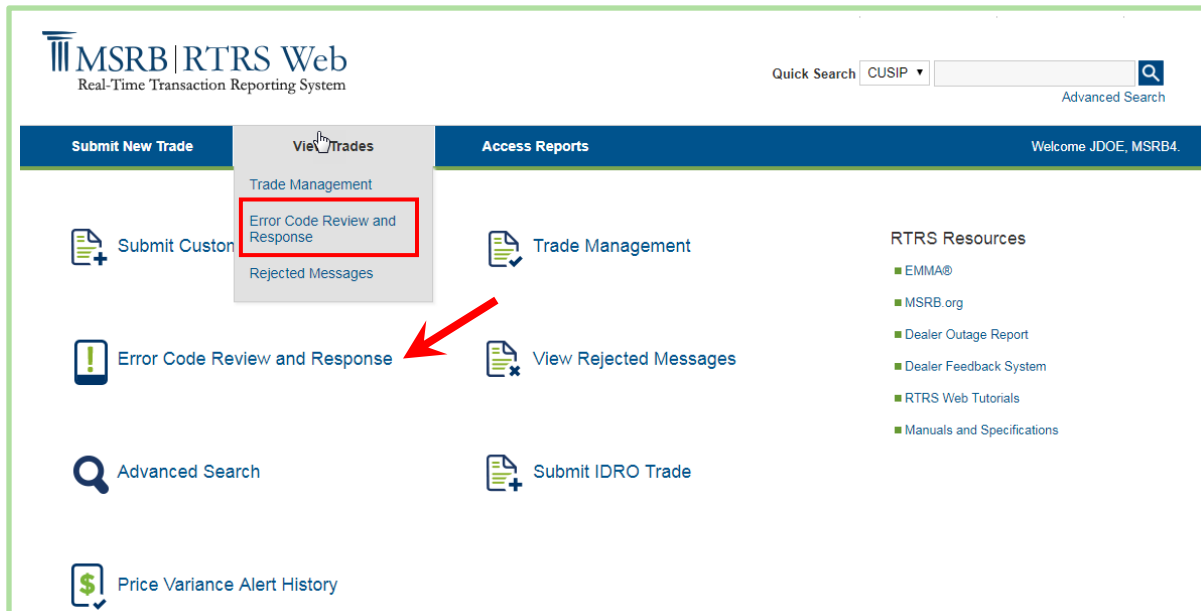 MSRB|RTRS Web
Real-Time Transaction Reporting System
Quick Search CUSIP
Advanced Search
Submit New Trade View Trades Access Reports Welcome JDOE, MSRB4.
Trade Management
Error Code Review and
Response
Rejected Messages
Submit Custom
Trade Management
Error Code Review and Response
View Rejected Messages
Advanced Search
Submit IDRO Trade
Price Variance Alert History
RTRS Resources
EMMA®
MSRB.org
Dealer Outage Report
Dealer Feedback System
RTRS Web Tutorials
Manuals and Specifications